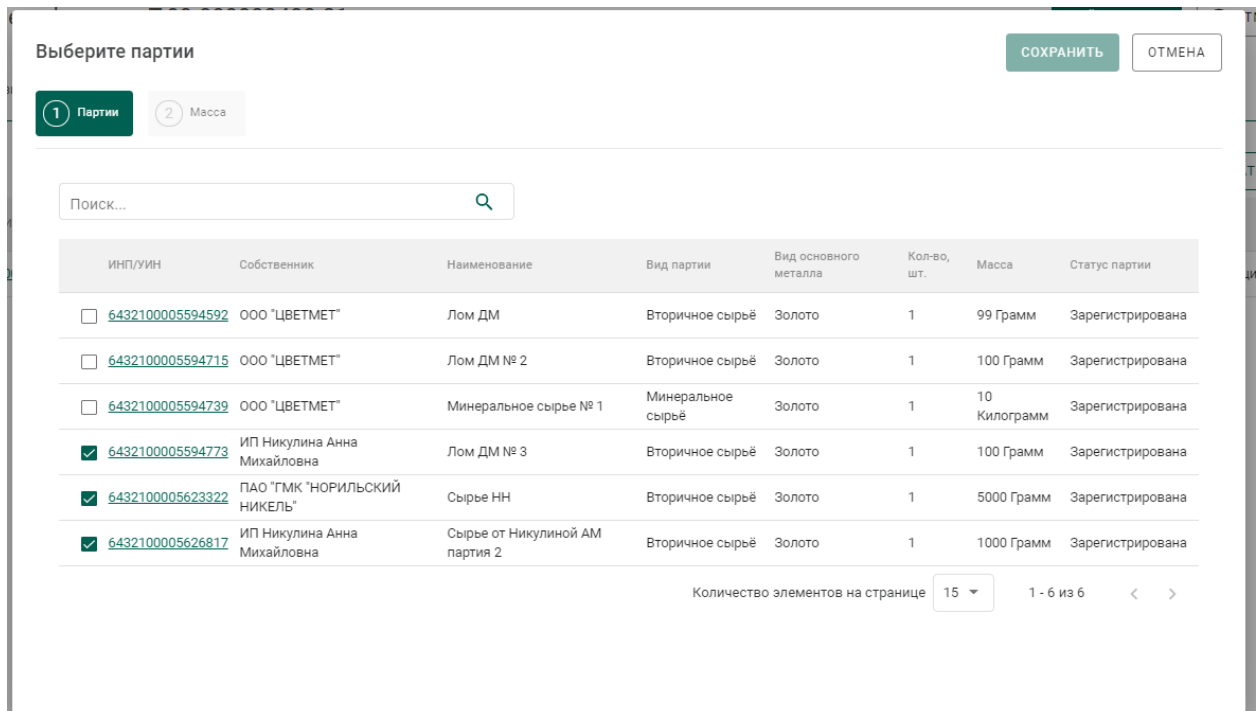 Выберите партии
СОХРАНИТЬ
ОТМЕНА
1 Партии
2 Масса
Поиск...
ИНП/УИН Собственник Наименование Вид партии Вид основного металла Кол-во, шт. Масса Статус партии
6432100005594592 ООО "ЦВЕТМЕТ" Лом ДМ Вторичное сырьё Золото 1 99 Грамм Зарегистрирована
6432100005594715 ООО "ЦВЕТМЕТ" Лом ДМ № 2 Вторичное сырьё Золото 1 100 Грамм Зарегистрирована
6432100005594739 ООО "ЦВЕТМЕТ" Минеральное сырье № 1 Минеральное сырьё Золото 1 10 Килограмм Зарегистрирована
6432100005594773 ИП Никулина Анна Михайловна Лом ДМ № 3 Вторичное сырьё Золото 1 100 Грамм Зарегистрирована
6432100005623322 ПАО "ГМК "НОРИЛЬСКИЙ НИКЕЛЬ" Сырье НН Вторичное сырьё Золото 1 5000 Грамм Зарегистрирована
6432100005626817 ИП Никулина Анна Михайловна Сырье от Никулиной АМ партия 2 Вторичное сырьё Золото 1 1000 Грамм Зарегистрирована
Количество элементов на странице 15 1 - 6 из 6